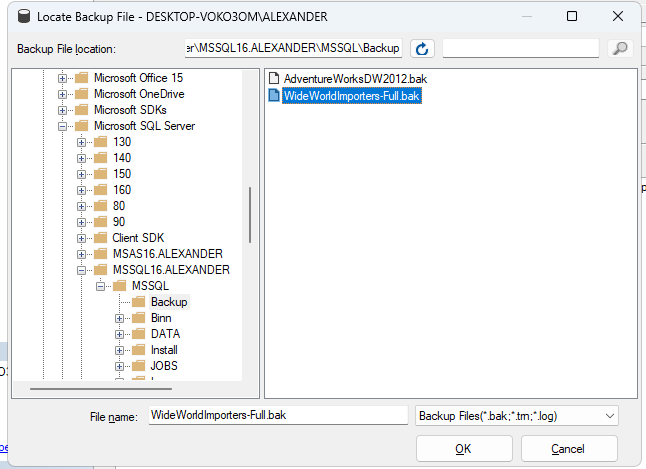 Locate Backup File - DESKTOP-VOKO3OM\ALEXANDER
Backup File location:
er\MSSQL16.ALEXANDER\MSSQL\Backup
Microsoft Office 15
Microsoft OneDrive
Microsoft SDKs
Microsoft SQL Server
130
140
150
160
80
90
Client SDK
MSAS16.ALEXANDER
MSSQL16.ALEXANDER
MSSQL
Backup
Binn
DATA
Install
JOBS
AdventureWorksDW2012.bak
WideWorldImporters-Full.bak
File name:
WideWorldImporters-Full.bak
Backup Files(*.bak;*.trn;*.log)
OK
Cancel